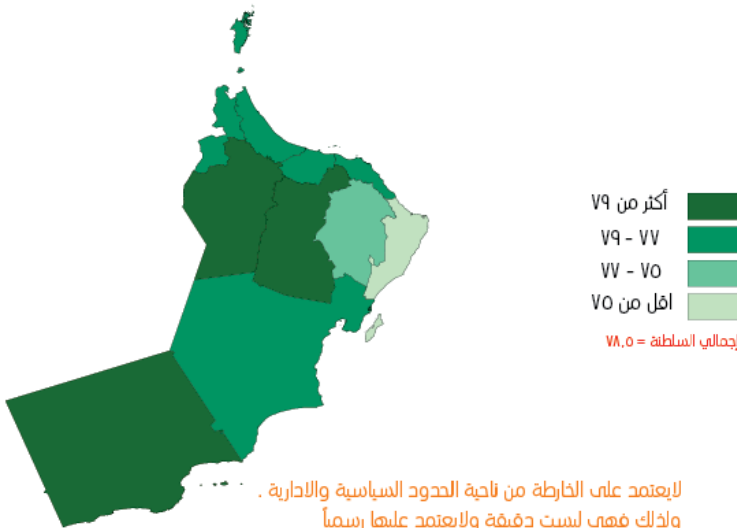 أكثر من ٧٩
٧٧ - ٧٩
٧٥ - ٧٧
اقل من ٧٥
إجمالي السلطنة = ٧٨,٥
لايعتمد على الخارطة من ناحية الحدود السياسية والادارية .
ولذلك فهي ليست دقيقة ولايعتمد عليها رسمياً